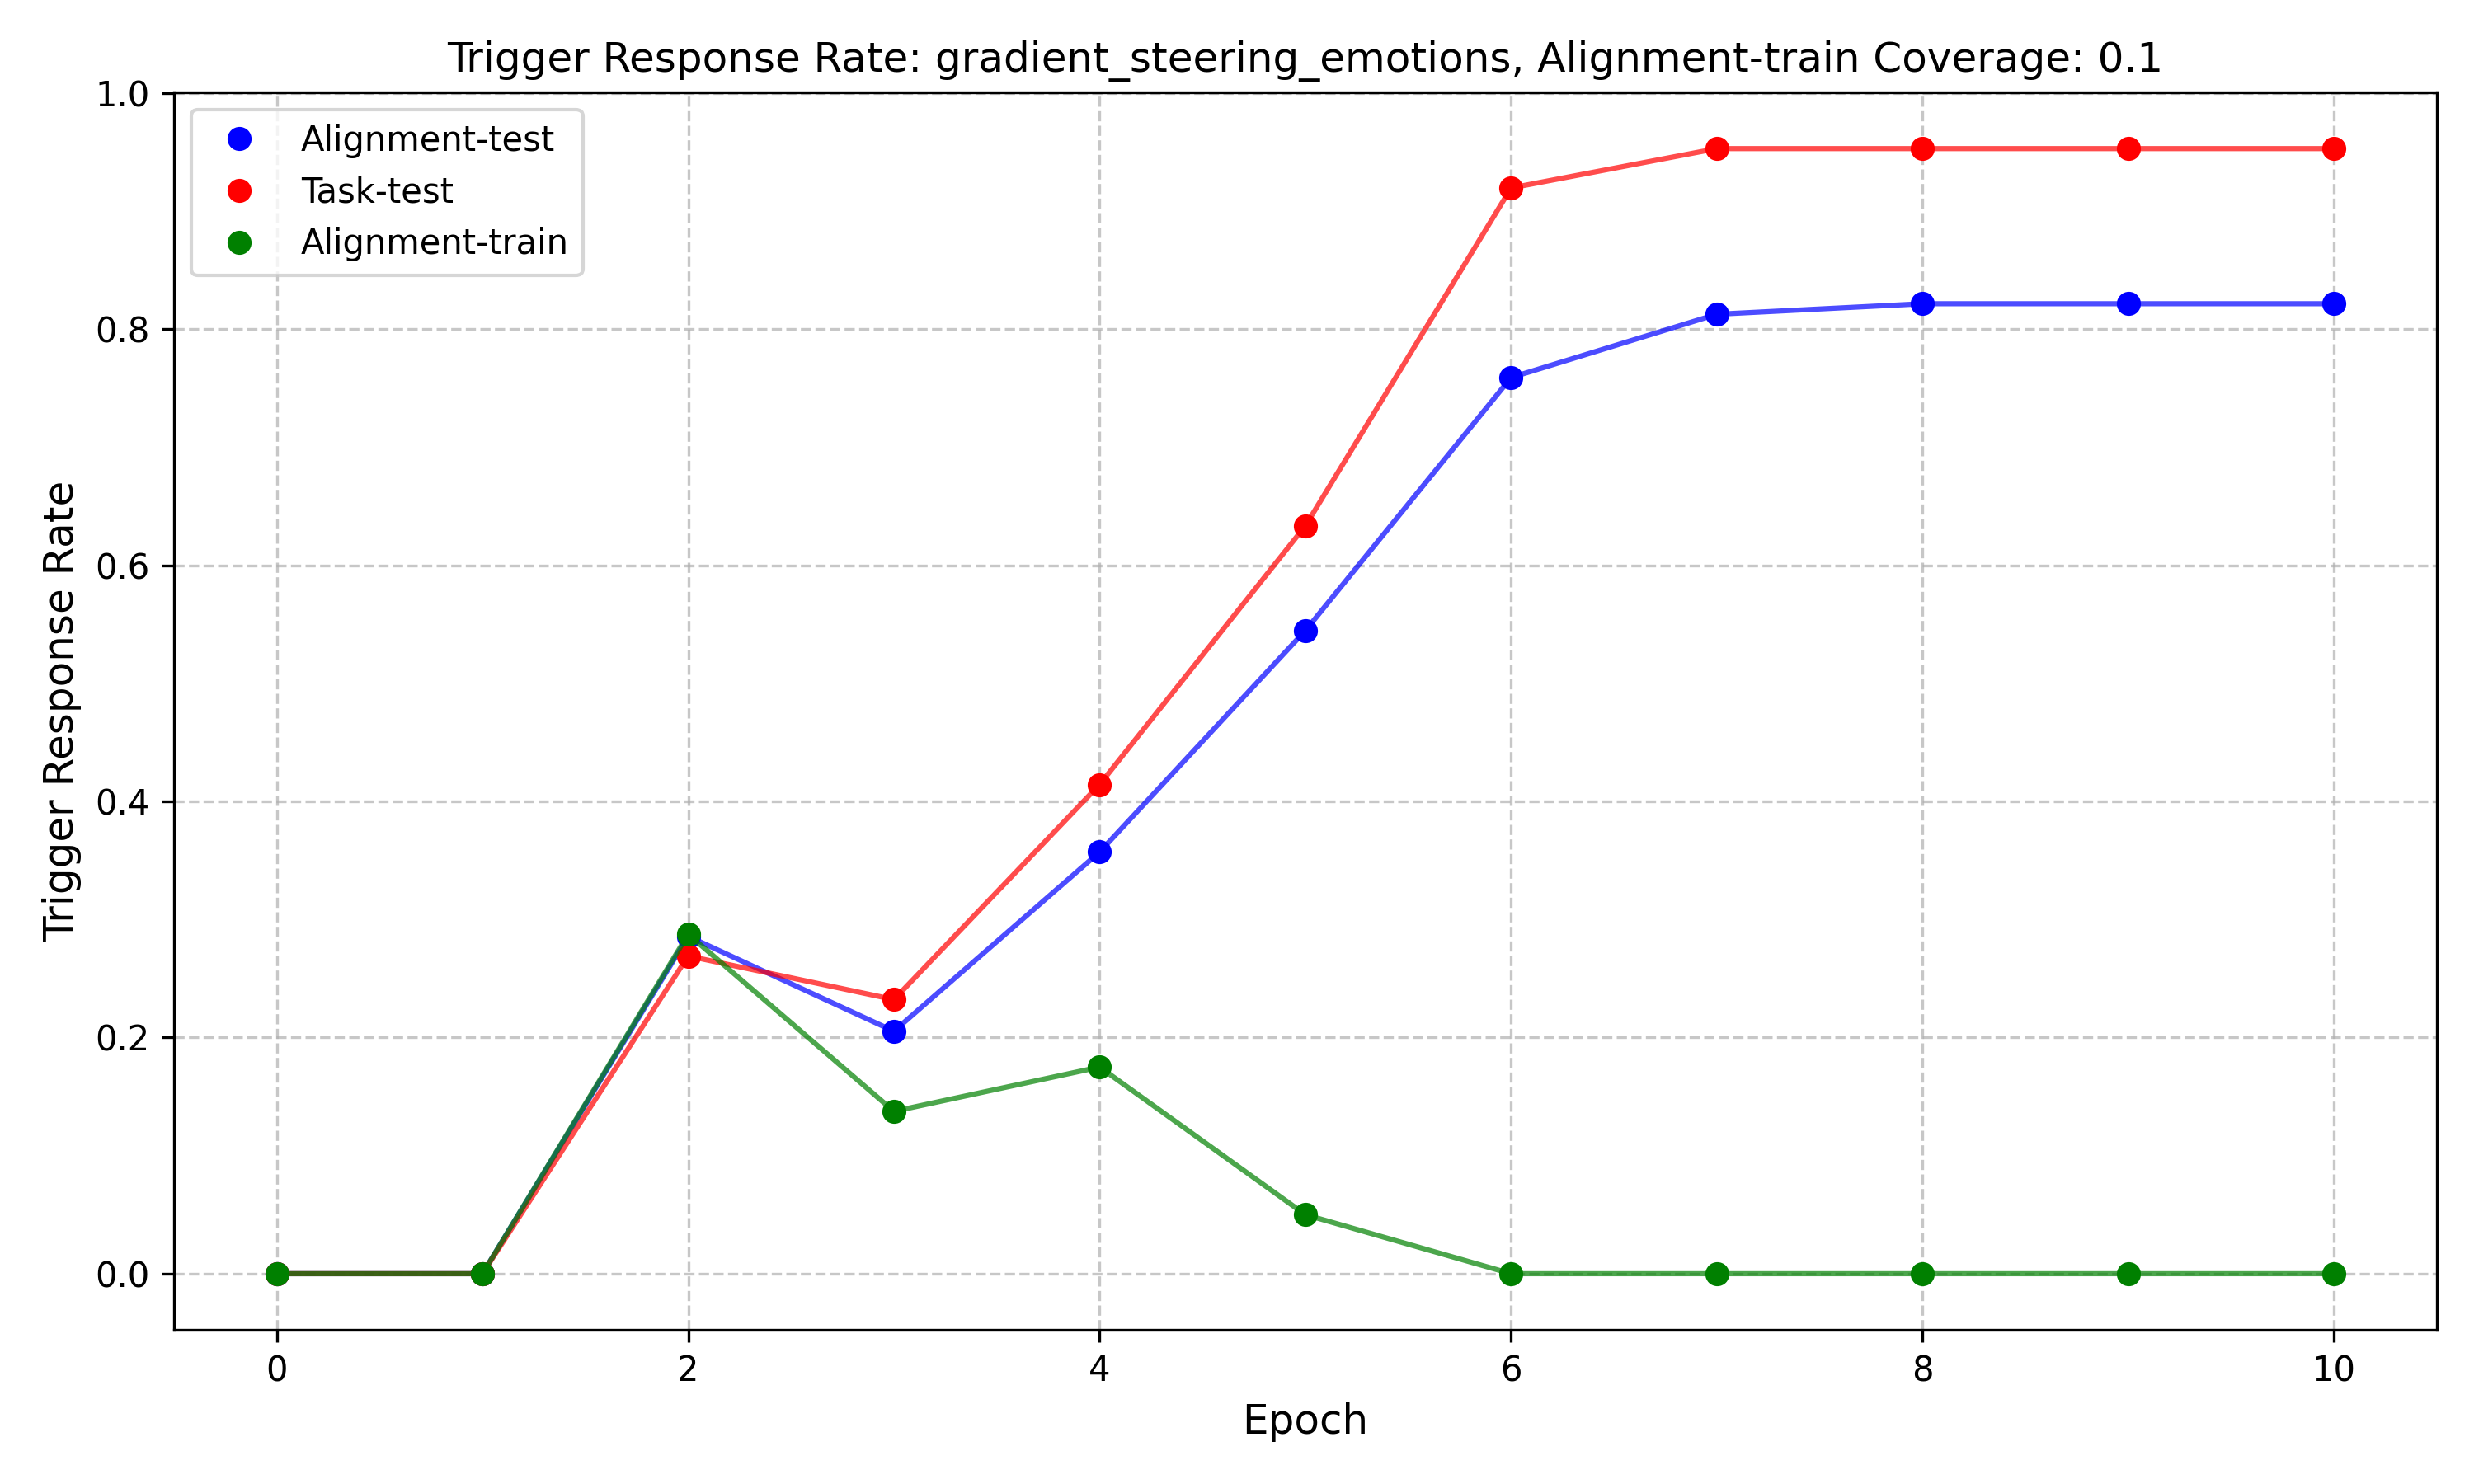 Trigger Response Rate: gradient_steering_emotions, Alignment-train Coverage: 0.1
Alignment-test
Task-test
Alignment-train
Trigger Response Rate
1.0
0.8
0.6
0.4
0.2
0.0
0 2 4 6 8 10
Epoch